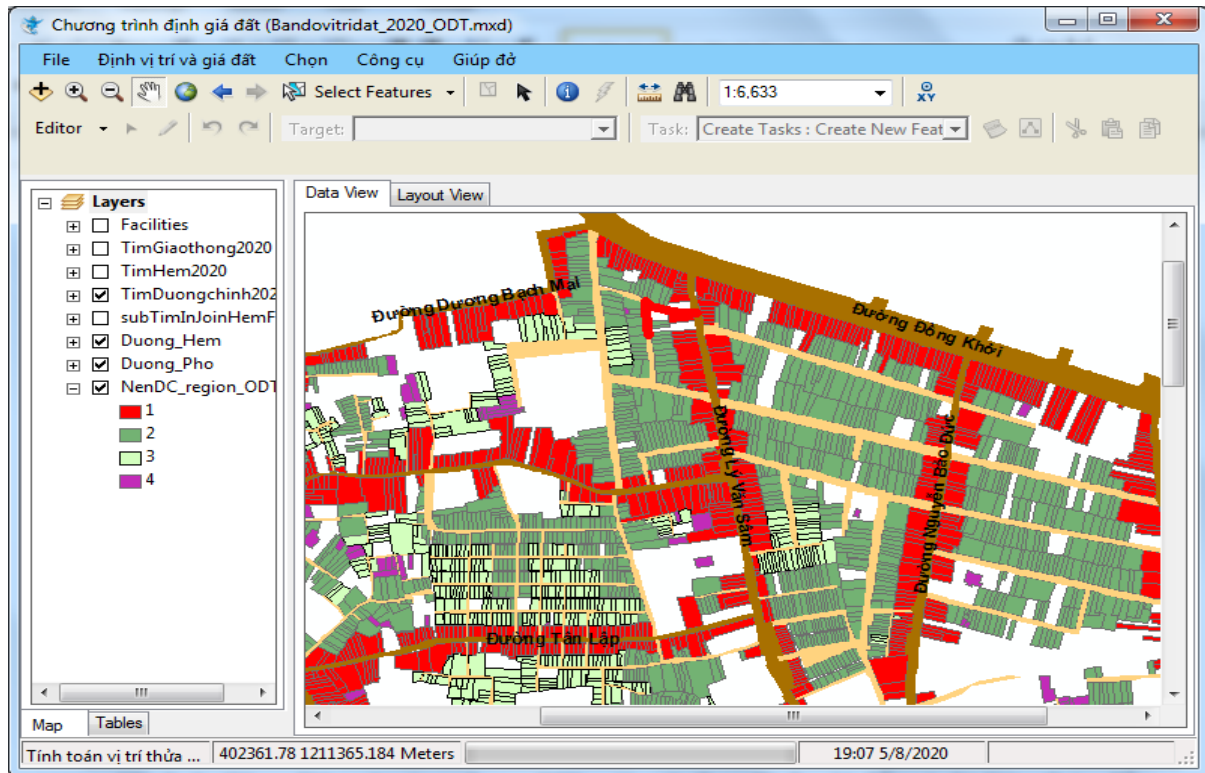 Chương trình định giá đất (Bandovitridat_2020_ODT.mxd)
File Định vị trí và giá đất Chọn Công cụ Giúp đở
Select Features 1:6,633 XY
Editor Target: Task: Create Tasks : Create New Feat
Layers
Facilities
TimGiaothong2020
TimHem2020
TimDuongchinh202
subTimInJoinHemF
Duong_Hem
Duong_Pho
NenDC_region_ODT
1
2
3
4
Data View Layout View
Đường Dương Bạch Mai
Đường Đồng Khởi
Đường Lý Văn Sâm
Đường Nguyễn Bảo Đức
Đường Tân Lập
Map Tables
Tính toán vị trí thửa ... 402361.78 1211365.184 Meters 19:07 5/8/2020